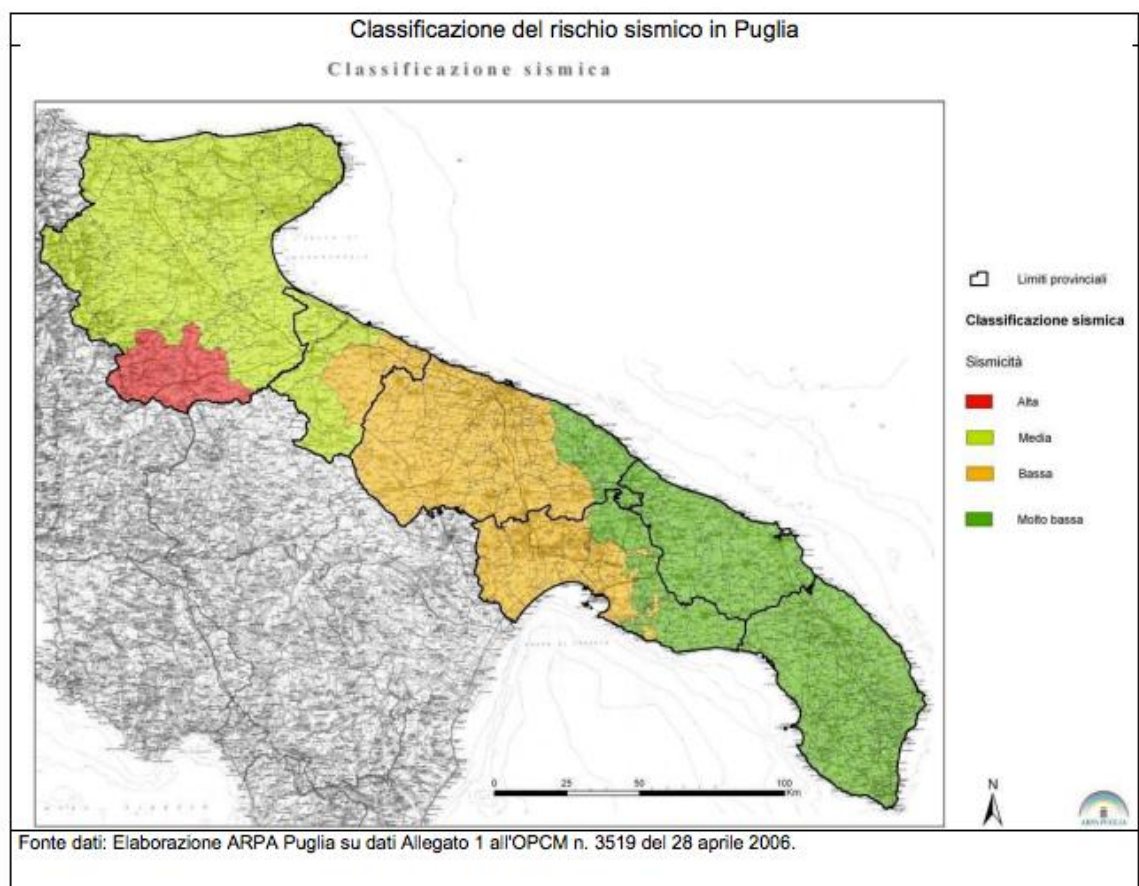 Classificazione del rischio sismico in Puglia
Classificazione sismica
Limiti provinciali
Classificazione sismica
Sismicità
Alta
Media
Bassa
Molto bassa
0 25 50 100
Km
N
ARPA PUGLIA
Fonte dati: Elaborazione ARPA Puglia su dati Allegato 1 all'OPCM n. 3519 del 28 aprile 2006.